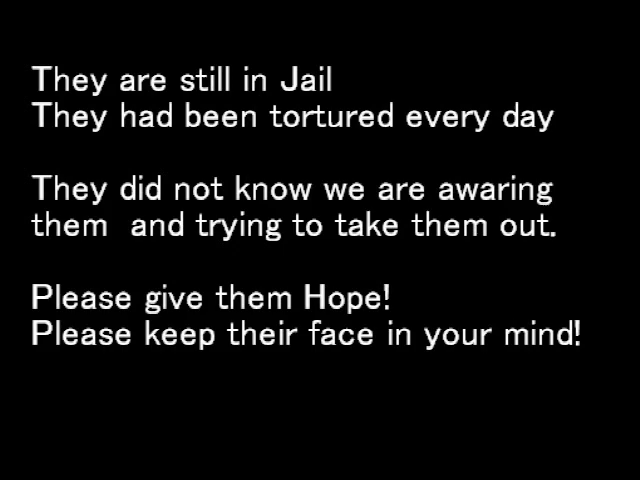 They are still in Jail
They had been tortured every day
They did not know we are awaring
them  and trying to take them out.
Please give them Hope!
Please keep their face in your mind!